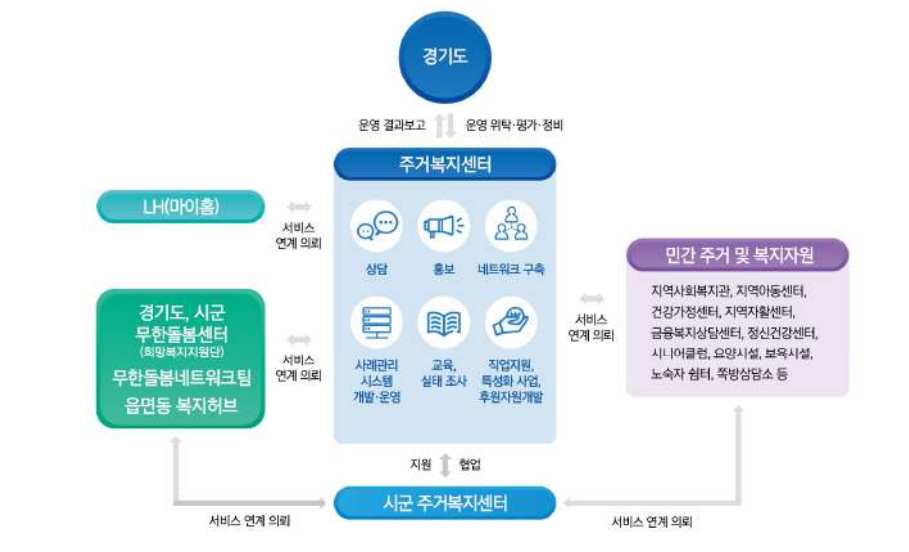 경기도
운영 결과보고
운영 위탁·평가·정비
주거복지센터
LH(마이홈)
서비스
연계 의뢰
상담
홍보
네트워크 구축
민간 주거 및 복지자원
지역사회복지관, 지역아동센터,
건강가정센터, 지역자활센터,
금융복지상담센터, 정신건강센터,
시니어클럽, 요양시설, 보육시설,
노숙자 쉼터, 쪽방상담소 등
서비스
연계 의뢰
경기도, 시군
무한돌봄센터
(희망복지지원단)
무한돌봄네트워크팀
읍면동 복지허브
서비스
연계 의뢰
사례관리
시스템
개발·운영
교육,
실태 조사
직업지원,
특성화 사업,
후원자원개발
지원
협업
시군 주거복지센터
서비스 연계 의뢰
서비스 연계 의뢰